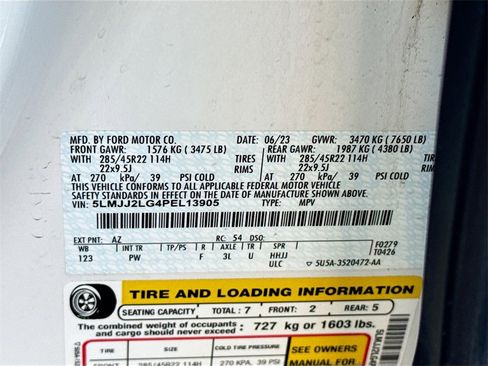 MFD. BY FORD MOTOR CO. 06/23 GVWR: 3470 KG ( 7650 LB)
FRONT GAWR: 1576 KG ( 3475 LB) REAR GAWR: 1987 KG ( 4380 LB)
WITH 285/45R22 114H TIRES WITH 285/45R22 114H TIRES
22x9.5J RIMS 22x9.5J RIMS
AT 270 kPa/ 39 PSI COLD AT 270 kPa/ 39 PSI COLD
THIS VEHICLE CONFORMS TO ALL APPLICABLE FEDERAL MOTOR VEHICLE
SAFETY STANDARDS IN EFFECT ON THE DATE OF MANUFACTURE SHOWN ABOVE.
VIN: 5LMJJ2LG4PEL13905 TYPE: MPV
EXT PNT: AZ RC: 54 DSO:
WB INT TR TP/PS R AXLE TR SPR F0279
123 PW F 3L U HHJJ T0426
ULC 5U5A-3520472-AA
TIRE AND LOADING INFORMATION
SEATING CAPACITY TOTAL: 7 FRONT: 2 REAR: 5
The combined weight of occupants and cargo should never exceed : 727 kg or 1603 lbs.
TIRE SIZE COLD TIRE PRESSURE SEE OWNERS
FRONT 285/45R22 114H 270 KPA, 39 PSI MANUAL